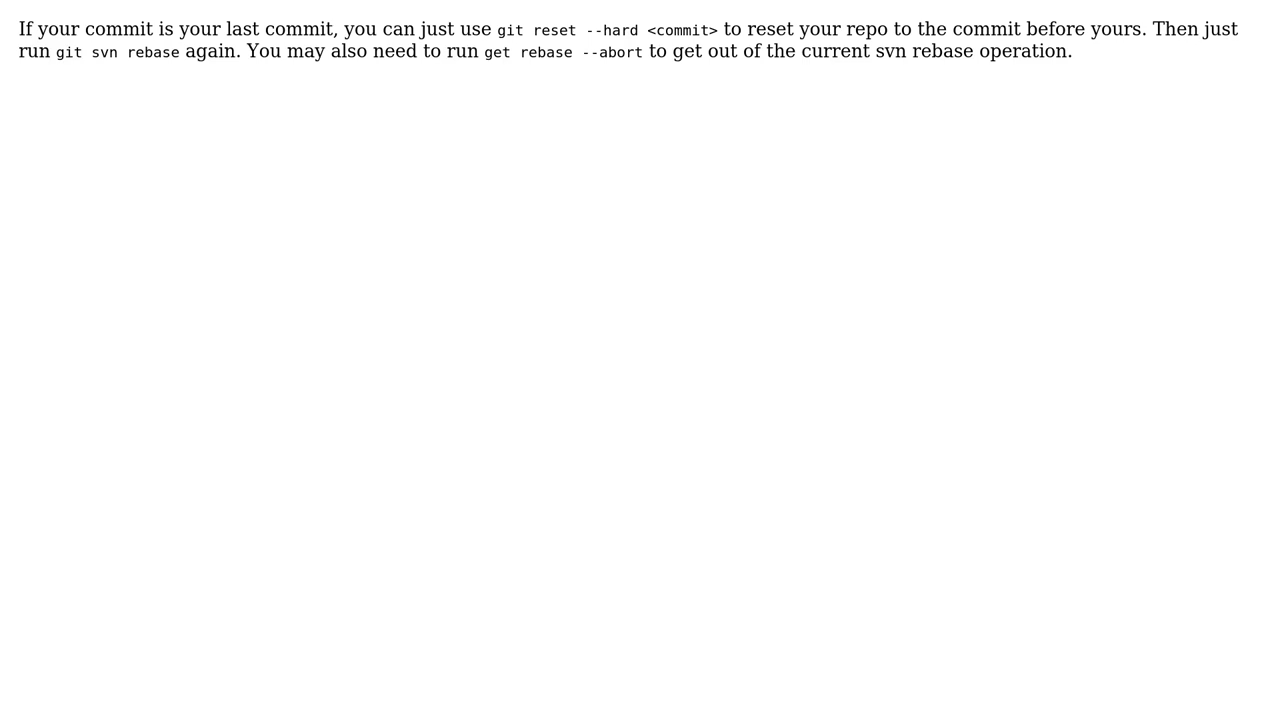 If your commit is your last commit, you can just use git reset --hard <commit> to reset your repo to the commit before yours. Then just
run git svn rebase again. You may also need to run get rebase --abort to get out of the current svn rebase operation.